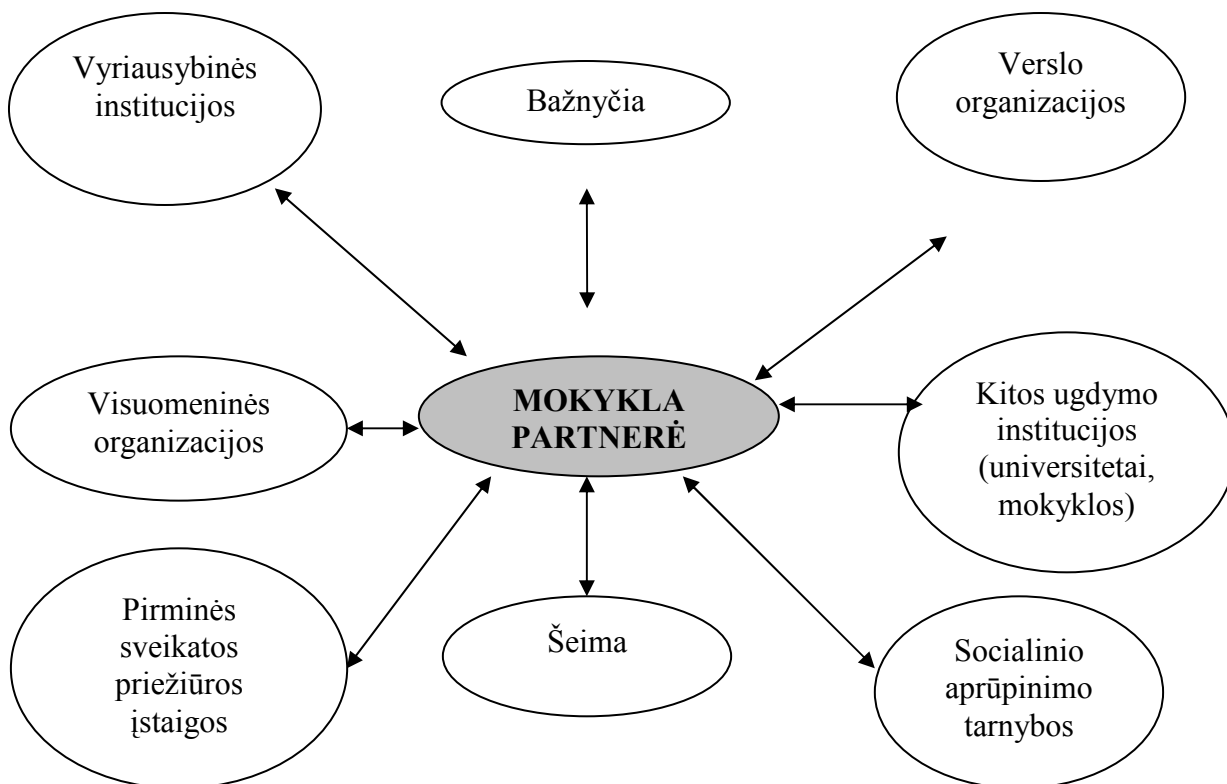 Vyriausybinės
institucijos
Bažnyčia
Verslo
organizacijos
Visuomeninės
organizacijos
MOKYKLA
PARTNERĖ
Kitos ugdymo
institucijos
(universitetai,
mokyklos)
Pirminės
sveikatos
priežiūros
įstaigos
Šeima
Socialinio
aprūpinimo
tarnybos